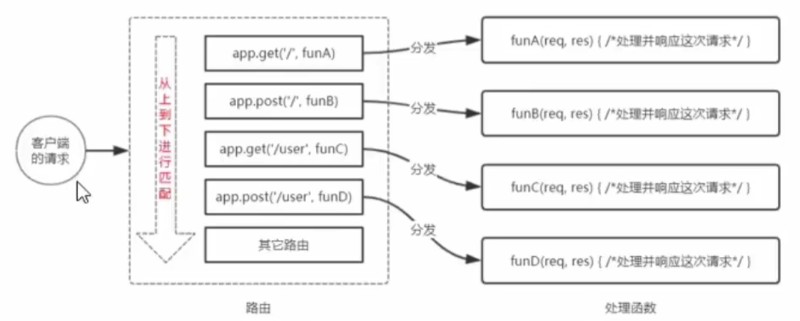 客户端
的请求
从上到下进行匹配
app.get('/', funA)
app.post('/', funB)
app.get('/user', funC)
app.post('/user', funD)
其它路由
路由
分发
分发
分发
分发
funA(req, res) { /*处理并响应这次请求*/ }
funB(req, res) { /*处理并响应这次请求*/ }
funC(req, res) { /*处理并响应这次请求*/ }
funD(req, res) { /*处理并响应这次请求*/ }
处理函数